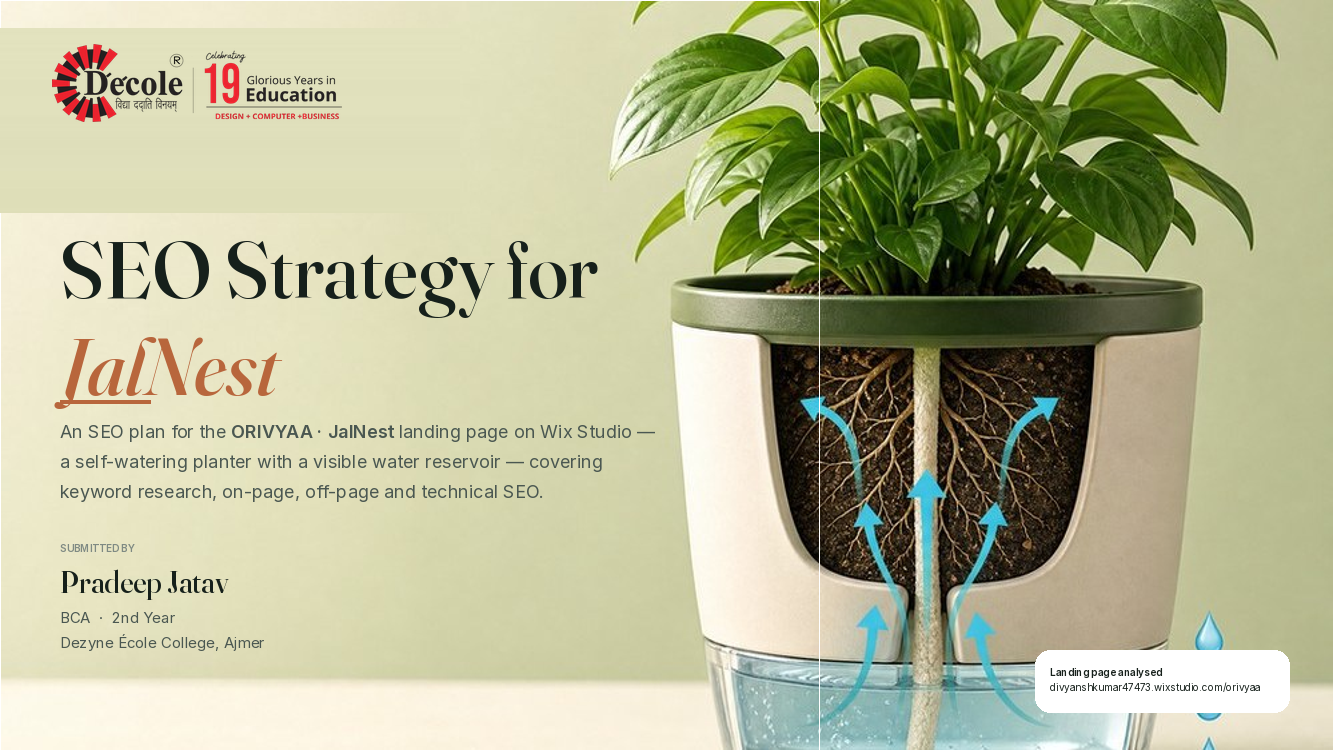 Dezyne
École
®
विद्या ददाति विनयम्
Celebrating
19 Glorious Years in
Education
DESIGN + COMPUTER +BUSINESS
SEO Strategy for
JalNest
An SEO plan for the ORIVYAA · JalNest landing page on Wix Studio —
a self-watering planter with a visible water reservoir — covering
keyword research, on-page, off-page and technical SEO.
SUBMITTED BY
Pradeep Jatav
BCA · 2nd Year
Dezyne École College, Ajmer
Landing page analysed
divyanshkumar47473.wixstudio.com/orivyaa